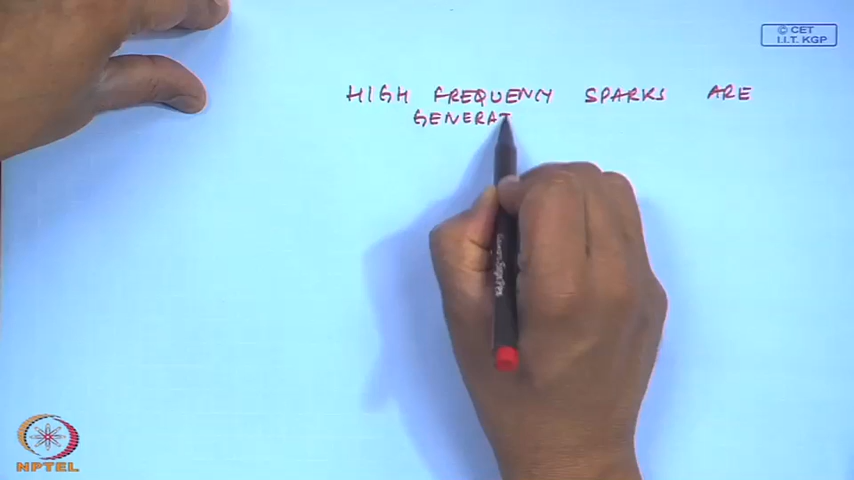 © CET
I.I.T. KGP
HIGH FREQUENCY SPARKS ARE
GENERAT
NPTEL